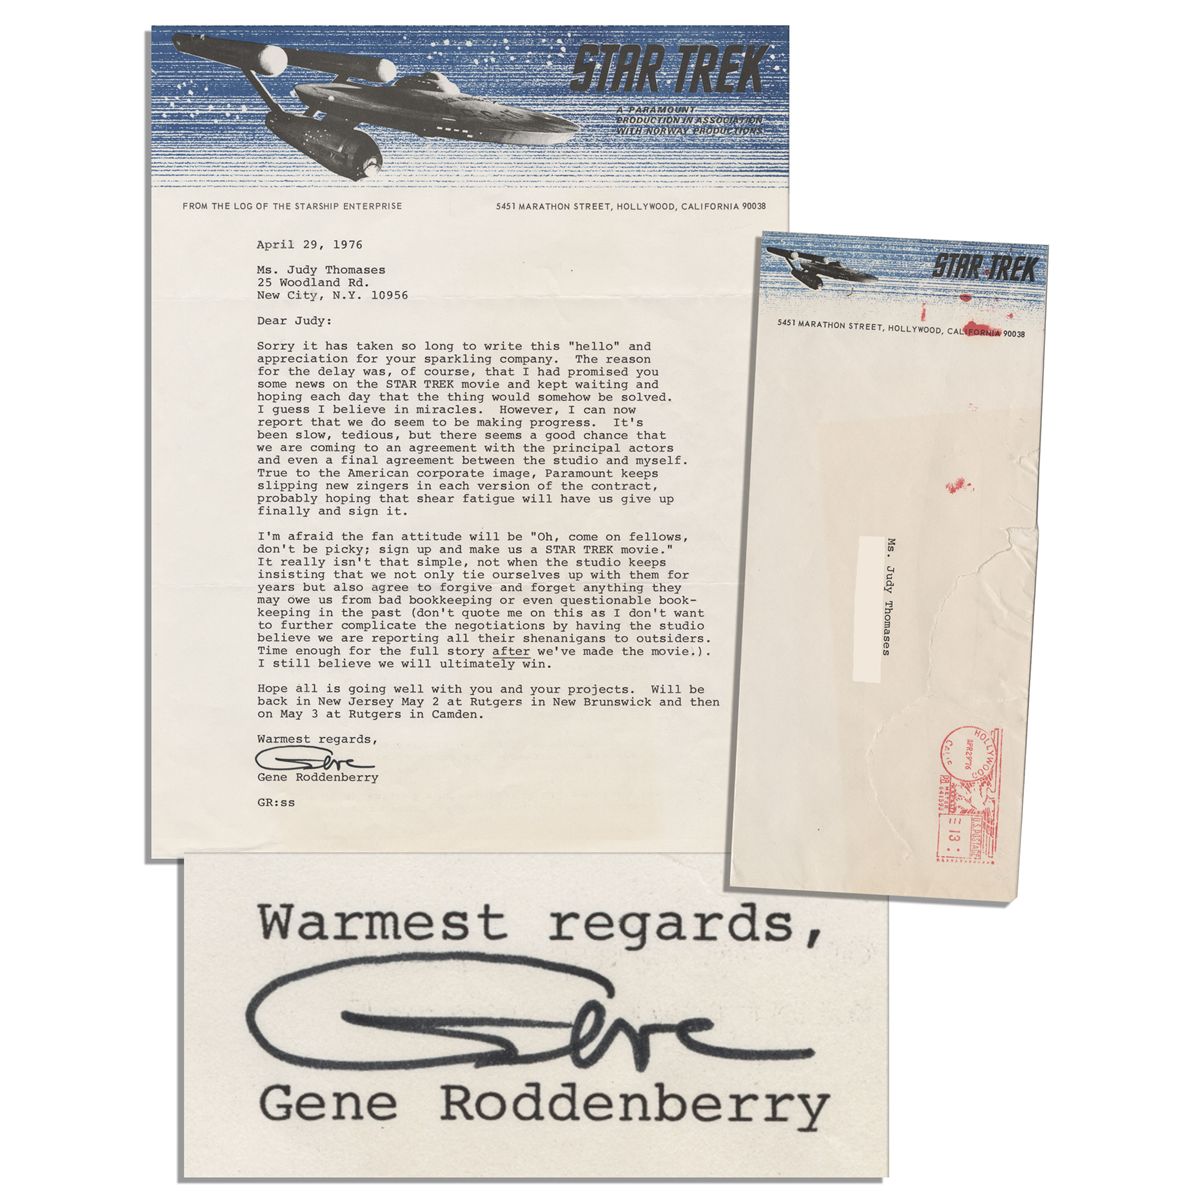 STAR TREK
A PARAMOUNT
PRODUCTION IN ASSOCIATION
WITH NORWAY PRODUCTIONS
FROM THE LOG OF THE STARSHIP ENTERPRISE
5451 MARATHON STREET, HOLLYWOOD, CALIFORNIA 90038
April 29, 1976
Ms. Judy Thomases
25 Woodland Rd.
New City, N.Y. 10956
Dear Judy:
Sorry it has taken so long to write this "hello" and
appreciation for your sparkling company. The reason
for the delay was, of course, that I had promised you
some news on the STAR TREK movie and kept waiting and
hoping each day that the thing would somehow be solved.
I guess I believe in miracles. However, I can now
report that we do seem to be making progress. It's
been slow, tedious, but there seems a good chance that
we are coming to an agreement with the principal actors
and even a final agreement between the studio and myself.
True to the American corporate image, Paramount keeps
slipping new zingers in each version of the contract,
probably hoping that shear fatigue will have us give up
finally and sign it.
I'm afraid the fan attitude will be "Oh, come on fellows,
don't be picky; sign up and make us a STAR TREK movie."
It really isn't that simple, not when the studio keeps
insisting that we not only tie ourselves up with them for
years but also agree to forgive and forget anything they
may owe us from bad bookkeeping or even questionable book-
keeping in the past (don't quote me on this as I don't want
to further complicate the negotiations by having the studio
believe we are reporting all their shenanigans to outsiders.
Time enough for the full story after we've made the movie.).
I still believe we will ultimately win.
Hope all is going well with you and your projects. Will be
back in New Jersey May 2 at Rutgers in New Brunswick and then
on May 3 at Rutgers in Camden.
Warmest regards,
Gene
Gene Roddenberry
GR:ss
STAR TREK
5451 MARATHON STREET, HOLLYWOOD, CALIFORNIA 90038
Ms. Judy Thomases
HOLLYWOOD
CALIF
APR29'76
PB METER
U.S. POSTAGE
13
Warmest regards,
Gene
Gene Roddenberry